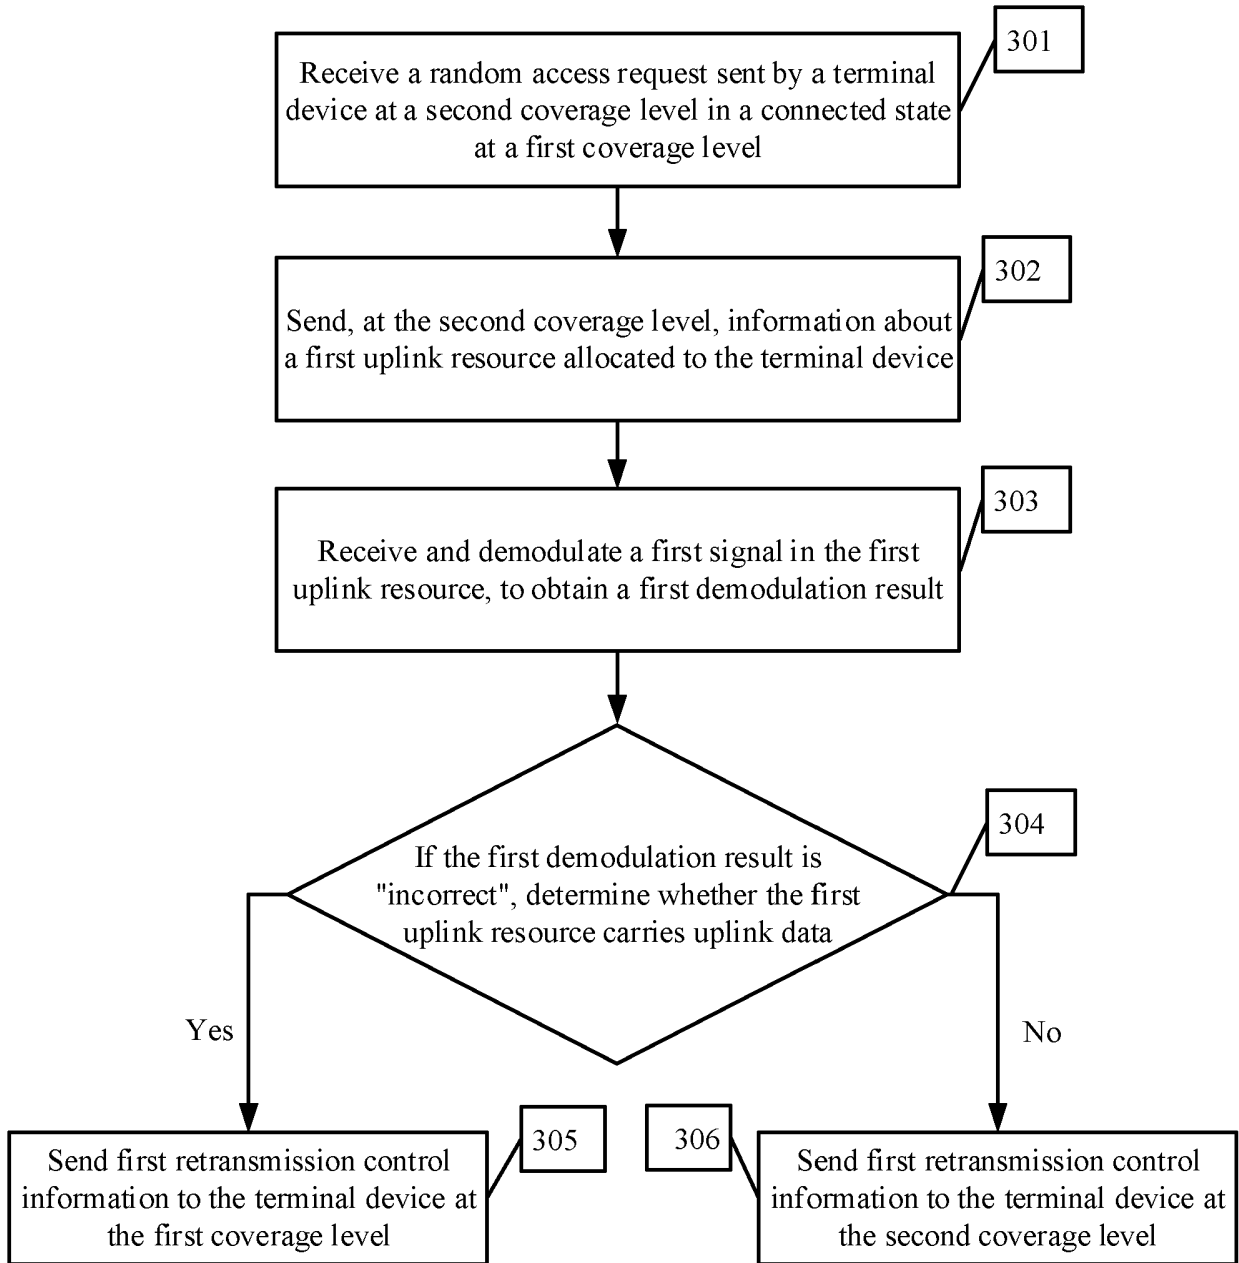 301
Receive a random access request sent by a terminal
device at a second coverage level in a connected state
at a first coverage level
302
Send, at the second coverage level, information about
a first uplink resource allocated to the terminal device
303
Receive and demodulate a first signal in the first
uplink resource, to obtain a first demodulation result
304
If the first demodulation result is
"incorrect", determine whether the first
uplink resource carries uplink data
Yes
No
305
306
Send first retransmission control
information to the terminal device at
the first coverage level
Send first retransmission control
information to the terminal device at
the second coverage level